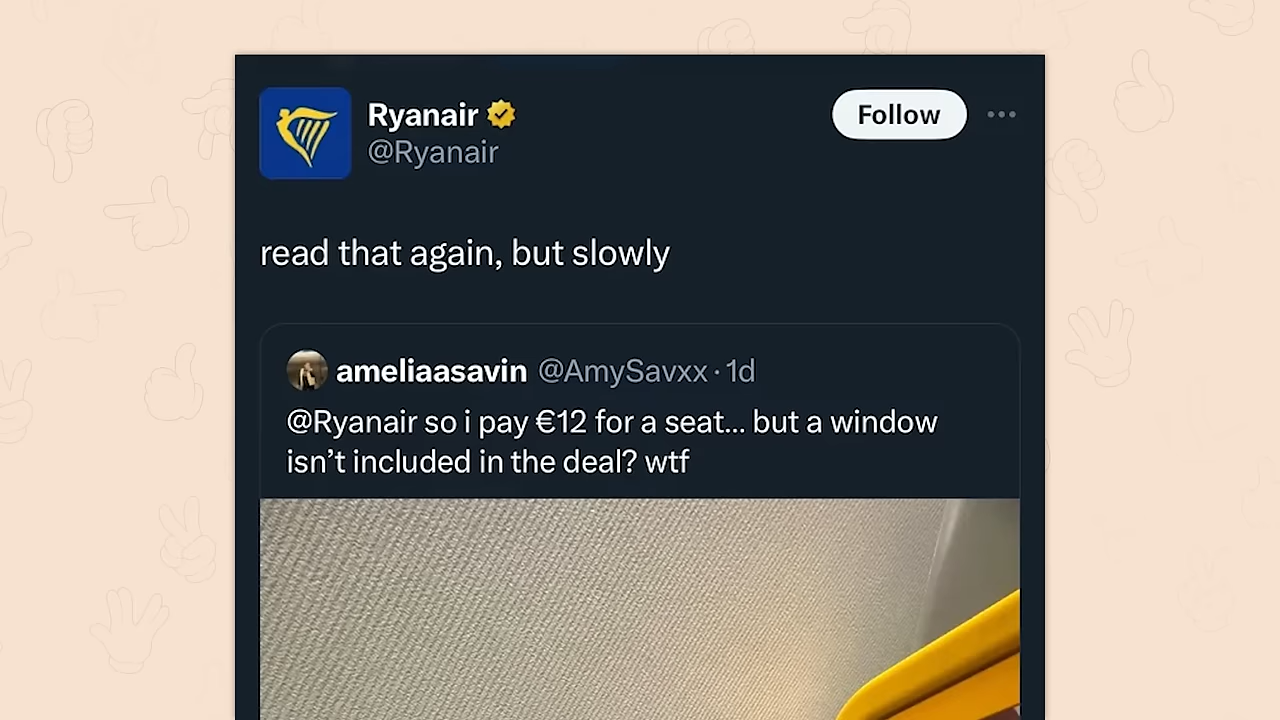 Ryanair
@Ryanair
Follow
read that again, but slowly
ameliaasavin @AmySavxx · 1d
@Ryanair so i pay €12 for a seat... but a window
isn’t included in the deal? wtf